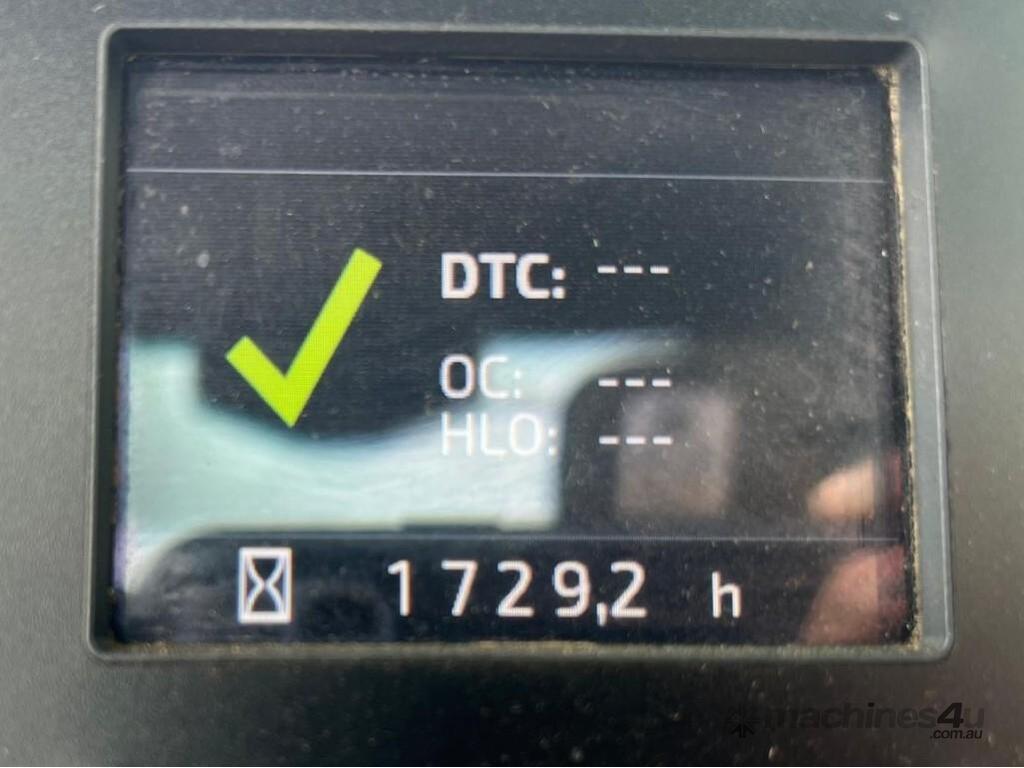 DTC: ---
OC: ---
HLO: ---
1729,2 h
machines4u
.com.au